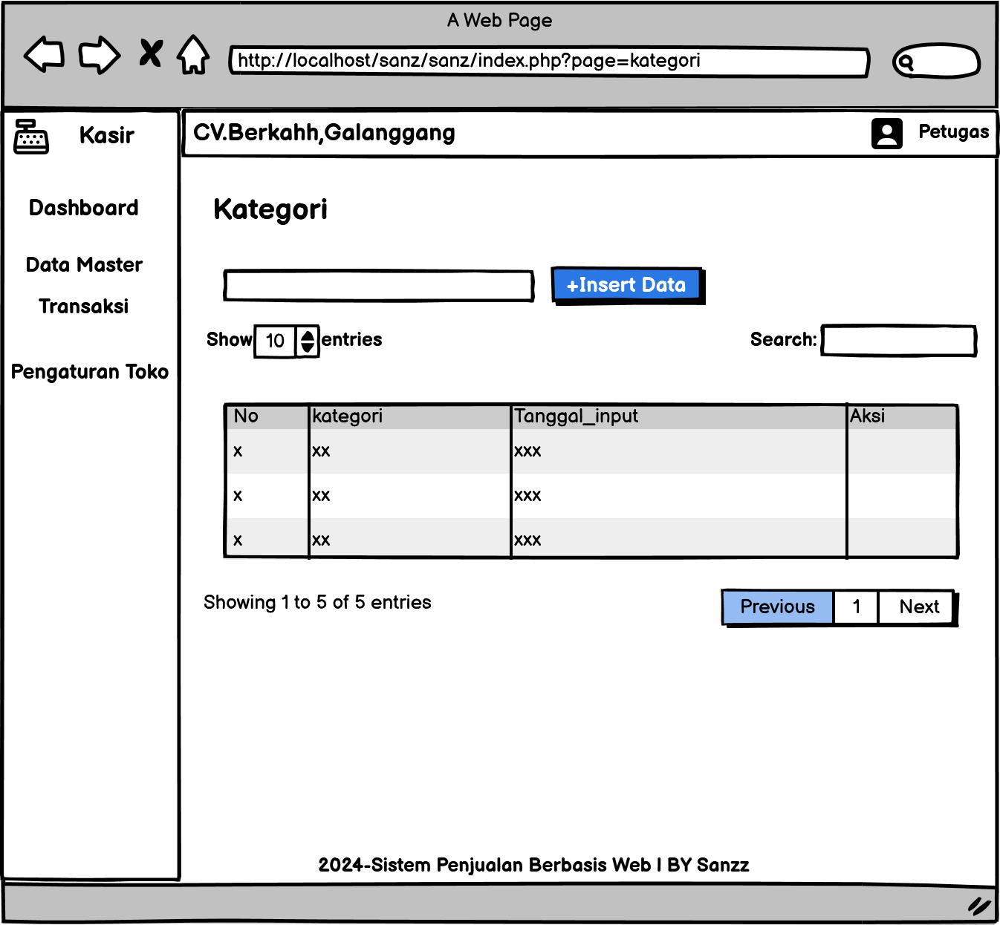 A Web Page
http://localhost/sanz/sanz/index.php?page=kategori
Kasir
CV.Berkahh,Galanggang
Petugas
Dashboard
Data Master
Transaksi
Pengaturan Toko
Kategori
+Insert Data
Show 10 entries
Search:
No kategori Tanggal_input Aksi
x xx xxx
x xx xxx
x xx xxx
Showing 1 to 5 of 5 entries
Previous 1 Next
2024-Sistem Penjualan Berbasis Web | BY Sanzz